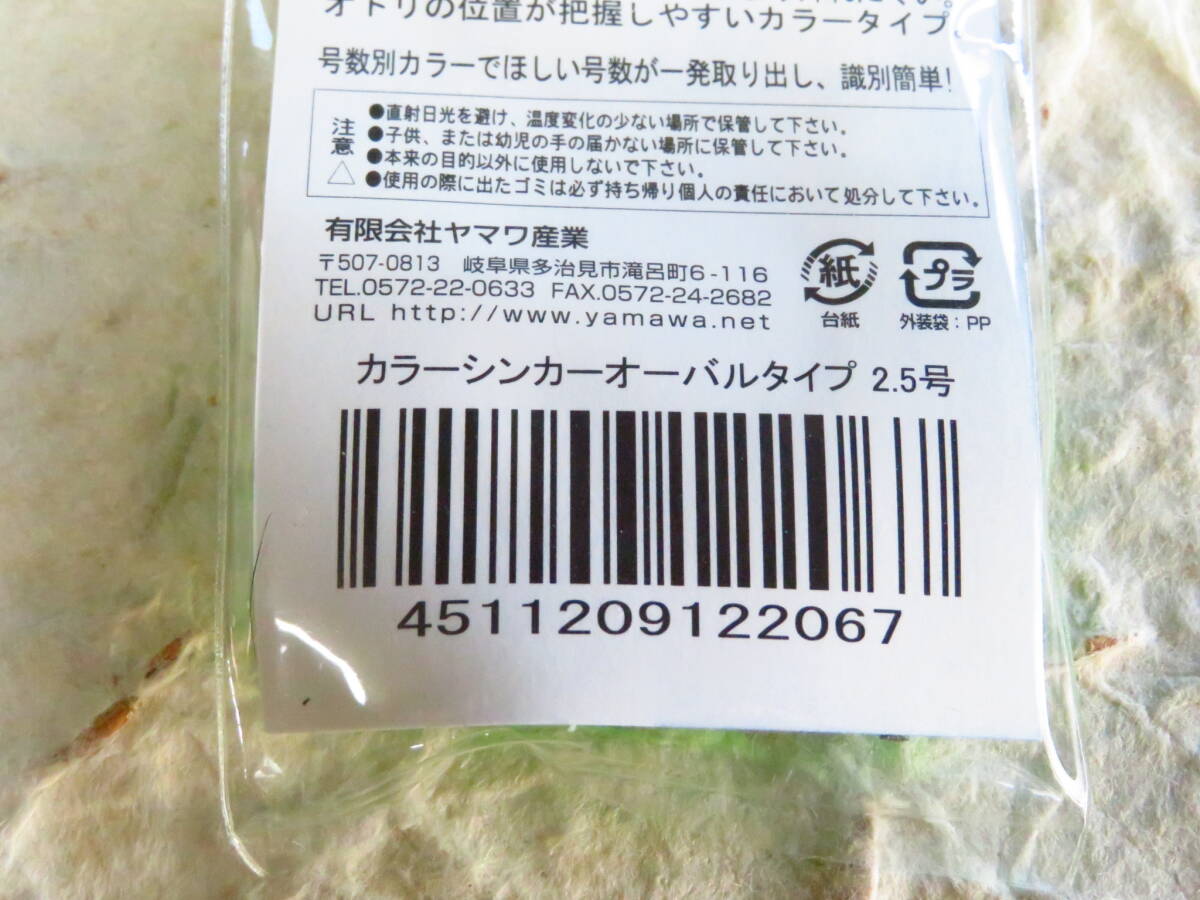 オトリの位置が把握しやすいカラータイプ
号数別カラーでほしい号数が一発取り出し、識別簡単!
注意
●直射日光を避け、温度変化の少ない場所で保管して下さい。
●子供、または幼児の手の届かない場所に保管して下さい。
●本来の目的以外に使用しないで下さい。
●使用の際に出たゴミは必ず持ち帰り個人の責任において処分して下さい。
有限会社ヤマワ産業
〒507-0813 岐阜県多治見市滝呂町6-116
TEL.0572-22-0633 FAX.0572-24-2682
URL http://www.yamawa.net
紙
台紙
プラ
外装袋:PP
カラーシンカーオーバルタイプ 2.5号
4511209122067